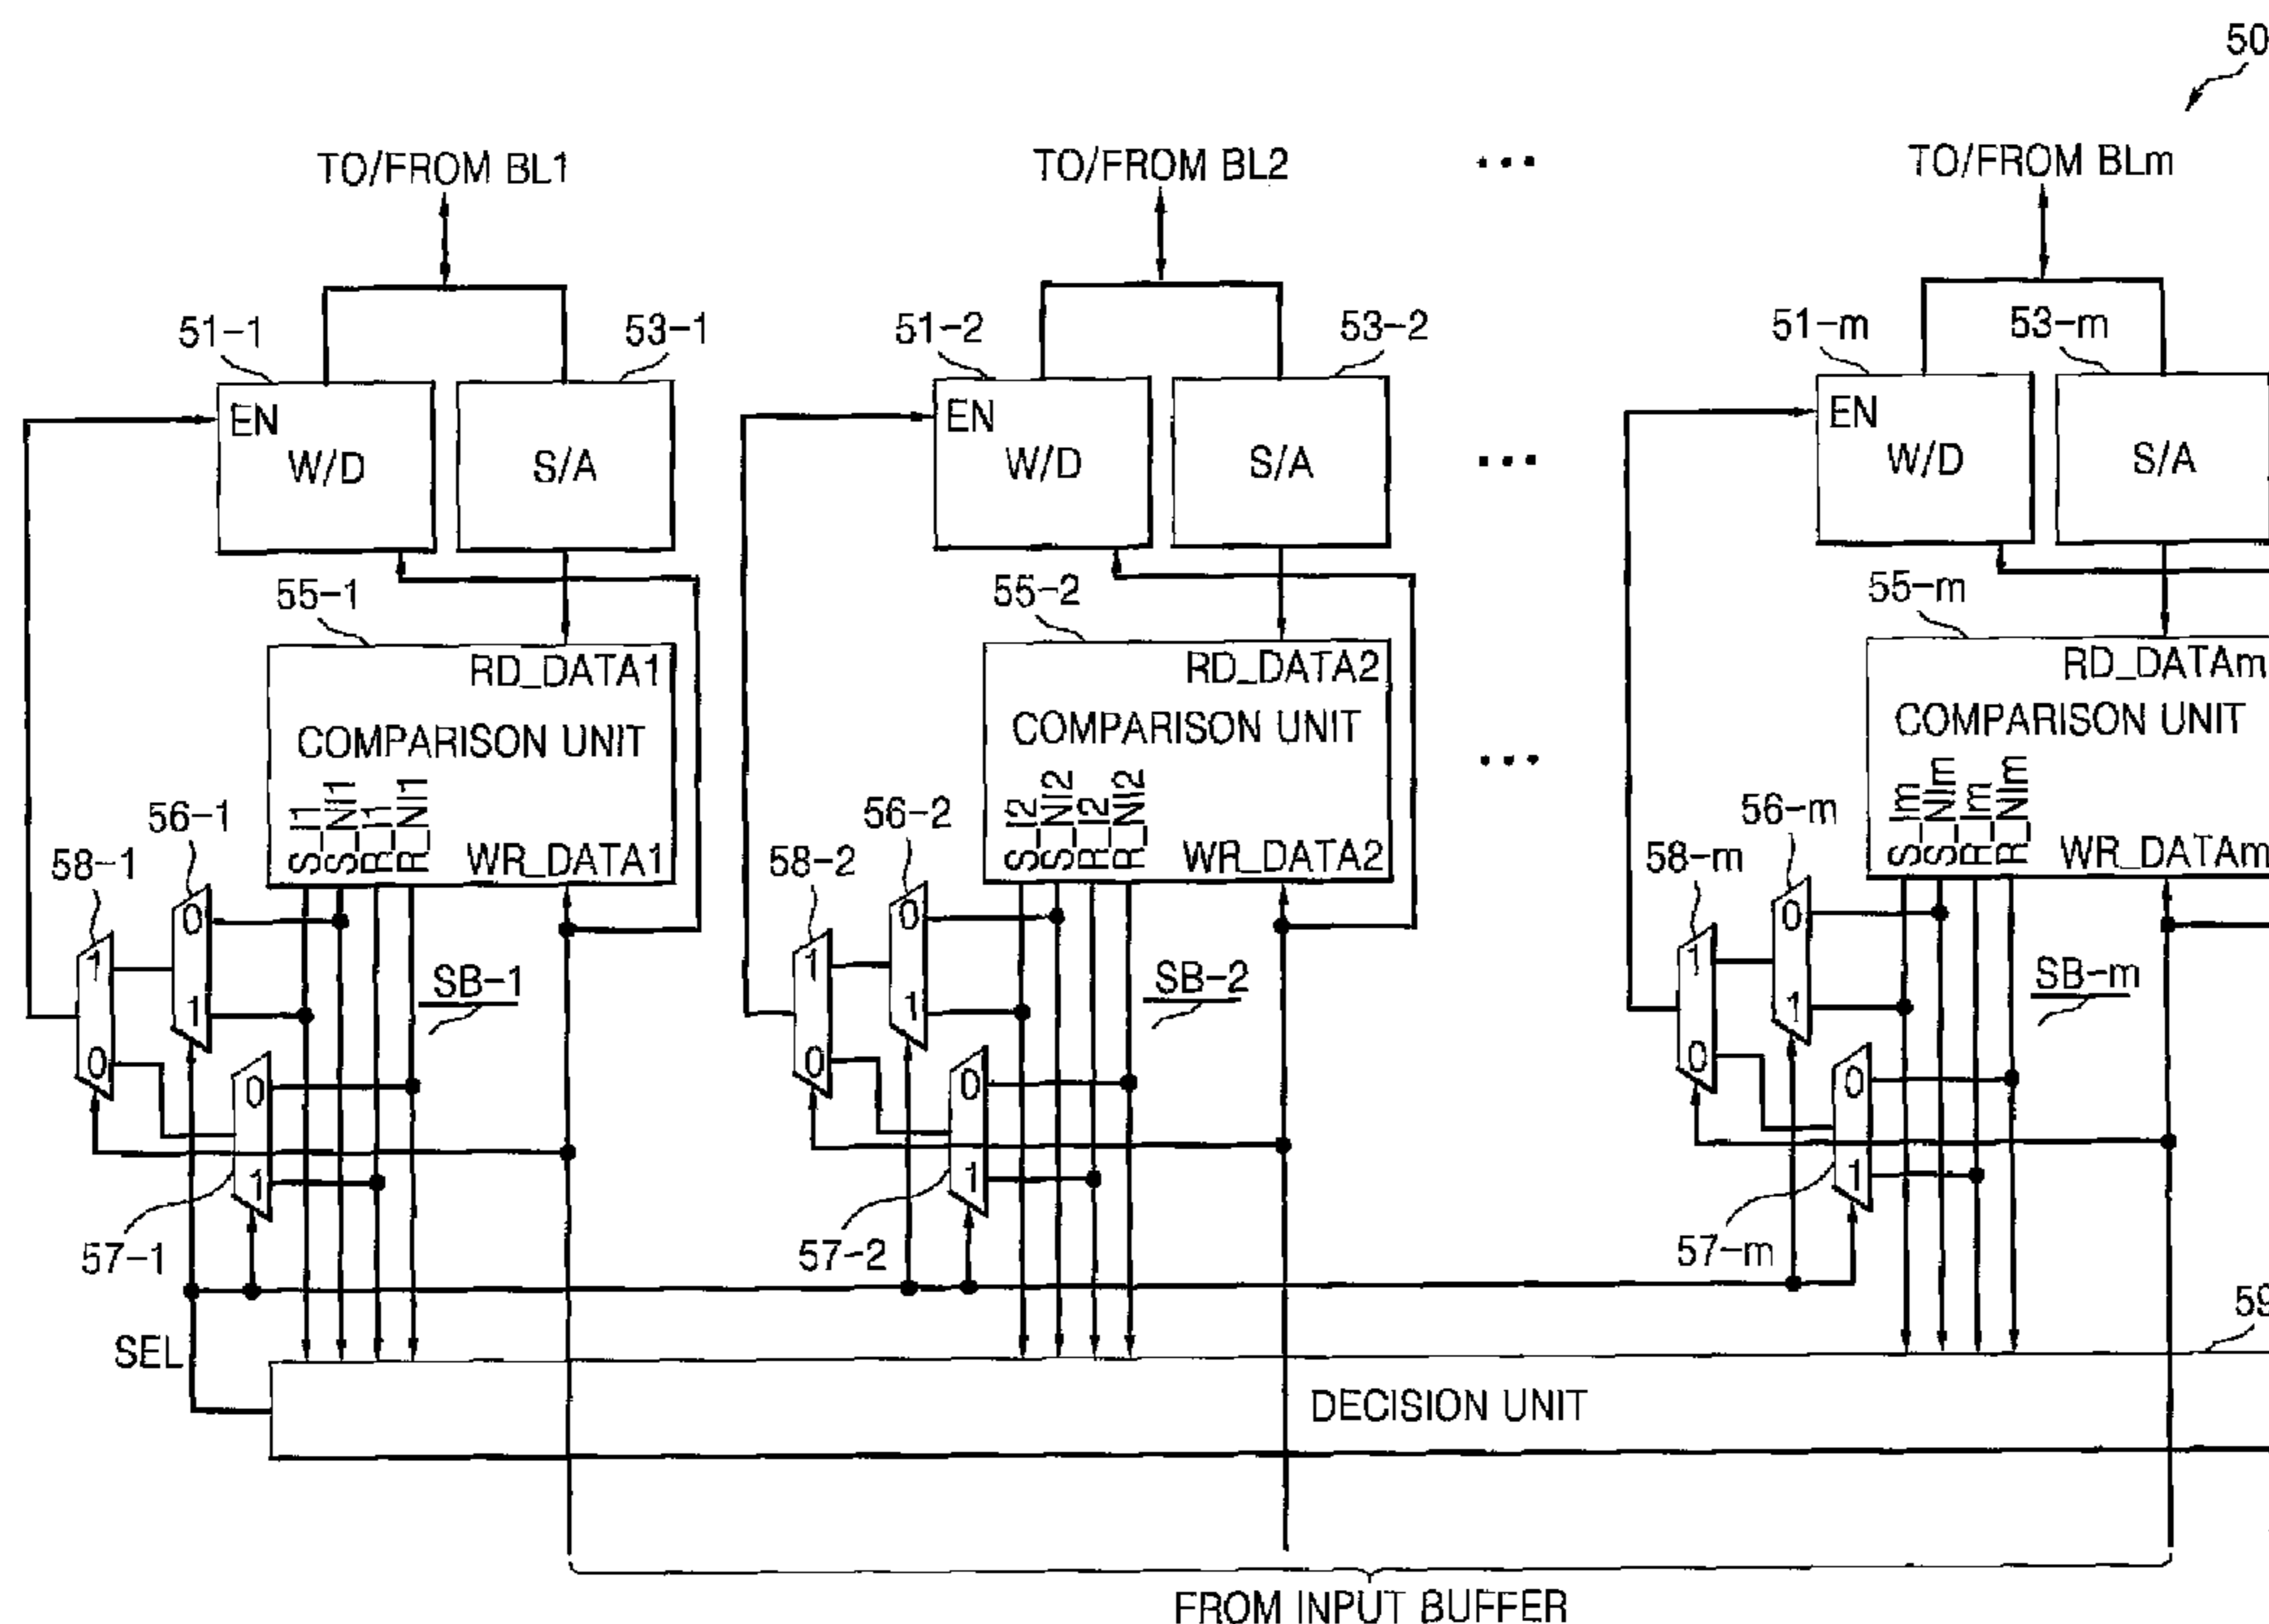 50
TO/FROM BL1
TO/FROM BL2
...
TO/FROM BLm
51-1
53-1
51-2
53-2
51-m
53-m
EN
W/D
S/A
EN
W/D
S/A
...
EN
W/D
S/A
55-1
55-2
55-m
RD_DATA1
COMPARISON UNIT
S_I1
S_NI1
R_I1
R_NI1
WR_DATA1
RD_DATA2
COMPARISON UNIT
S_I2
S_NI2
R_I2
R_NI2
WR_DATA2
...
RD_DATAm
COMPARISON UNIT
S_Im
S_NIm
R_Im
R_NIm
WR_DATAm
56-1
58-1
0
1
1
0
0
1
SB-1
57-1
56-2
58-2
0
1
1
0
0
1
SB-2
57-2
56-m
58-m
0
1
1
0
0
1
SB-m
57-m
SEL
59
DECISION UNIT
FROM INPUT BUFFER